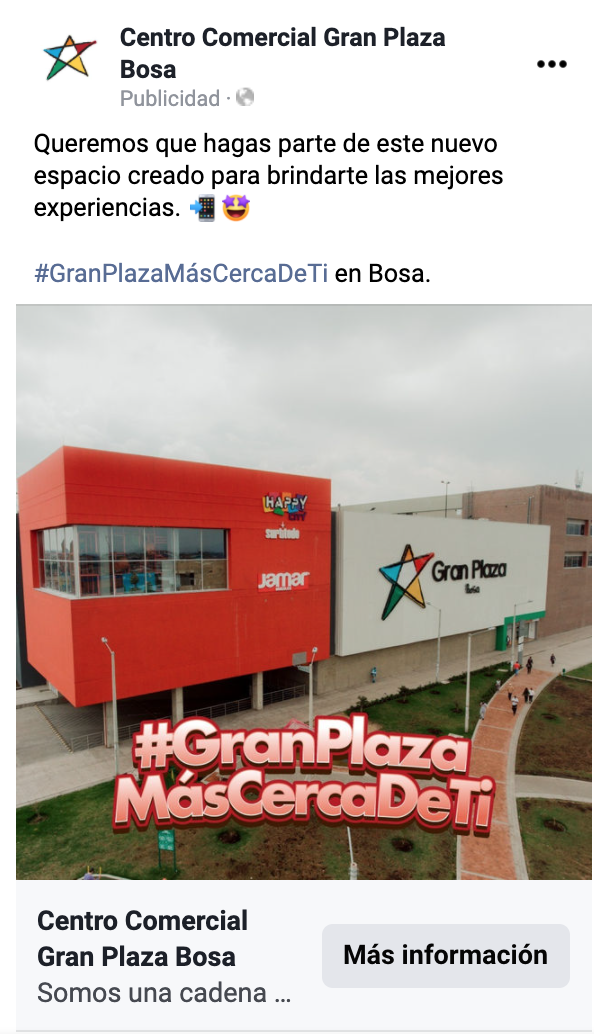 Centro Comercial Gran Plaza
Bosa
Publicidad ·
Queremos que hagas parte de este nuevo
espacio creado para brindarte las mejores
experiencias. 📲 🤩
#GranPlazaMásCercaDeTi en Bosa.
HAPPY
CITY
surtitodo
Jamar
Gran Plaza
Bosa
#GranPlaza
MásCercaDeTi
Centro Comercial
Gran Plaza Bosa
Somos una cadena ...
Más información